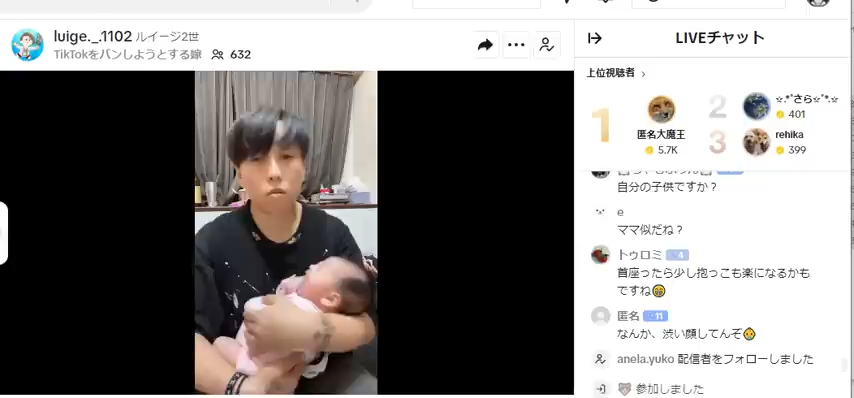 luige._.1102 ルイージ2世
TikTokをバンしようとする嫁 632
LIVEチャット
上位視聴者 >
1
匿名大魔王
5.7K
2
☆.*ﾟさら☆ﾟ*.☆
401
3
rehika
399
自分の子供ですか？
e
ママ似だね？
トゥロミ 4
首座ったら少し抱っこも楽になるかも
ですね😁
匿名 11
なんか、渋い顔してんぞ👶
anela.yuko 配信者をフォローしました
参加しました